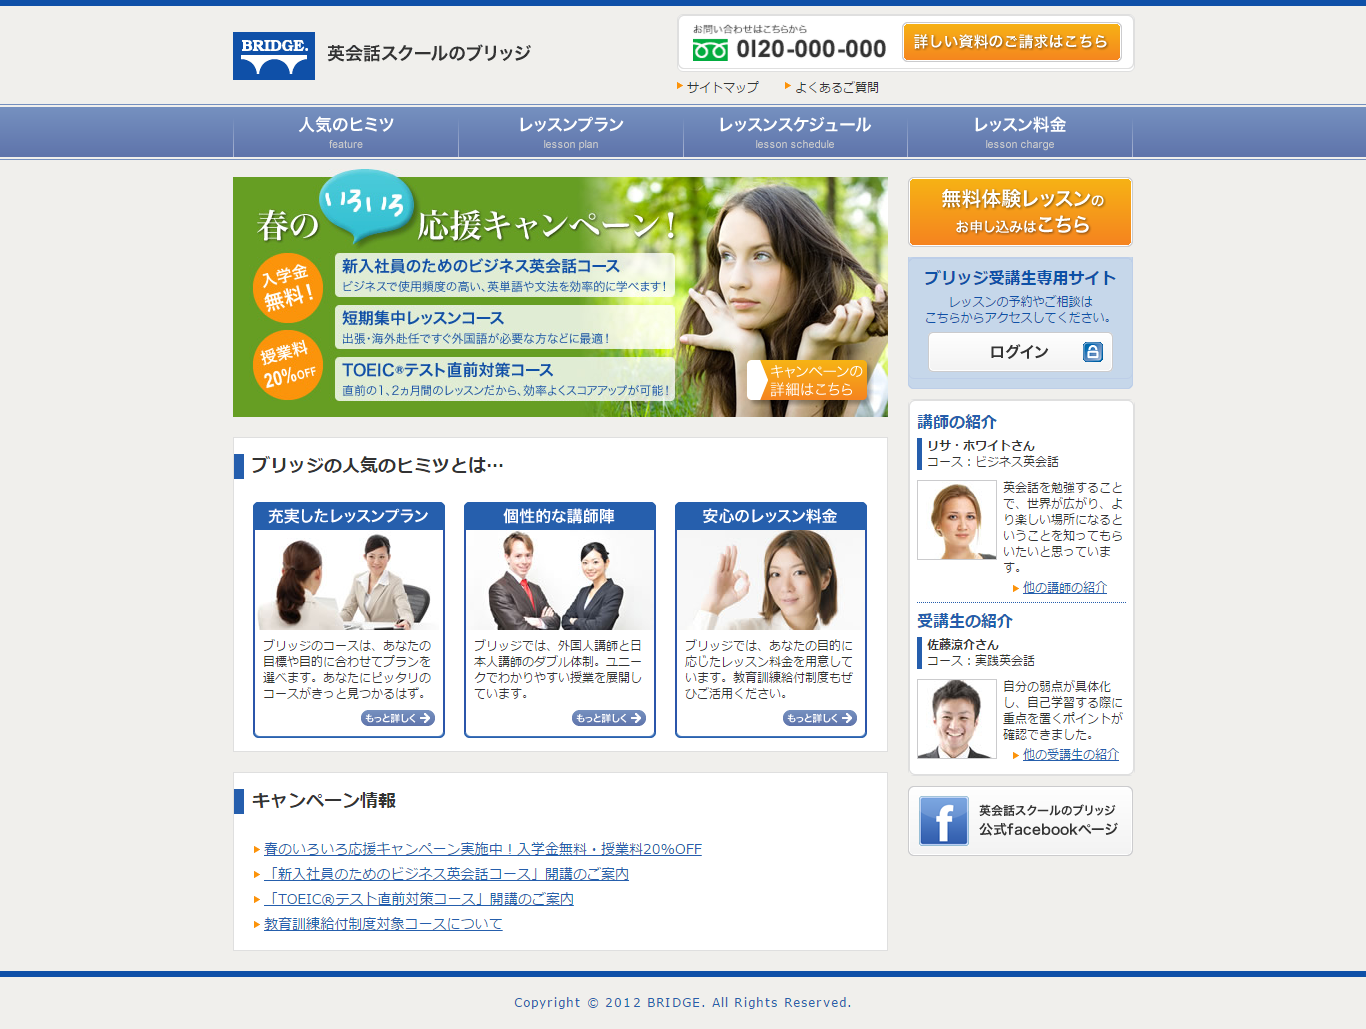 BRIDGE.
英会話スクールのブリッジ
お問い合わせはこちらから
0120-000-000
詳しい資料のご請求はこちら
サイトマップ
よくあるご質問
人気のヒミツ
feature
レッスンプラン
lesson plan
レッスンスケジュール
lesson schedule
レッスン料金
lesson charge
春のいろいろ応援キャンペーン!
入学金
無料!
新入社員のためのビジネス英会話コース
ビジネスで使用頻度の高い、英単語や文法を効率的に学べます!
短期集中レッスンコース
出張・海外赴任ですぐ外国語が必要な方などに最適!
授業料
20%OFF
TOEIC®テスト直前対策コース
直前の1、2ヵ月間のレッスンだから、効率よくスコアアップが可能!
キャンペーンの
詳細はこちら
ブリッジの人気のヒミツとは…
充実したレッスンプラン
ブリッジのコースは、あなたの
目標や目的に合わせてプランを
選べます。あなたにピッタリの
コースがきっと見つかるはず。
もっと詳しく
個性的な講師陣
ブリッジでは、外国人講師と日
本人講師のダブル体制。ユニー
クでわかりやすい授業を展開し
ています。
もっと詳しく
安心のレッスン料金
ブリッジでは、あなたの目的に
応じたレッスン料金を用意して
います。教育訓練給付制度もぜ
ひご活用ください。
もっと詳しく
キャンペーン情報
春のいろいろ応援キャンペーン実施中！入学金無料・授業料20%OFF
「新入社員のためのビジネス英会話コース」開講のご案内
「TOEIC®テスト直前対策コース」開講のご案内
教育訓練給付制度対象コースについて
無料体験レッスンの
お申し込みはこちら
ブリッジ受講生専用サイト
レッスンの予約やご相談は
こちらからアクセスしてください。
ログイン
講師の紹介
リサ・ホワイトさん
コース：ビジネス英会話
英会話を勉強すること
で、世界が広がり、よ
り楽しい場所になると
いうことを知ってもら
いたいと思っていま
す。
他の講師の紹介
受講生の紹介
佐藤涼介さん
コース：実践英会話
自分の弱点が具体化
し、自己学習する際に
重点を置くポイントが
確認できました。
他の受講生の紹介
f
英会話スクールのブリッジ
公式facebookページ
Copyright © 2012 BRIDGE. All Rights Reserved.